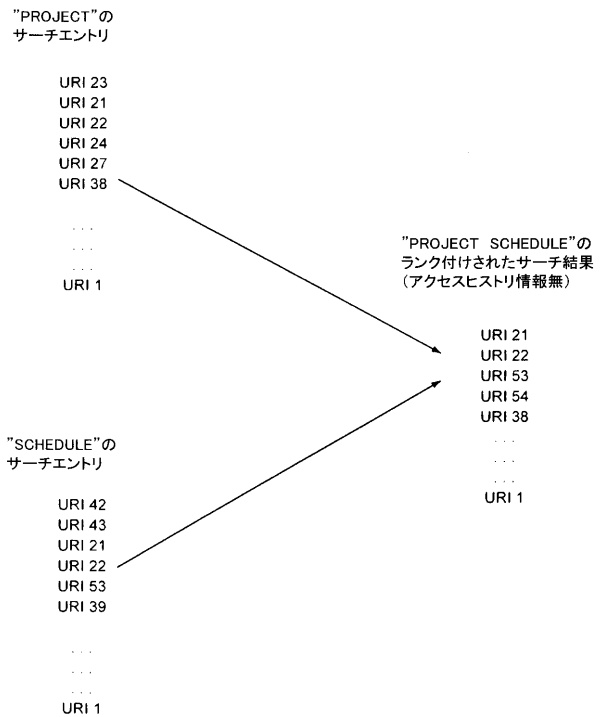 ”PROJECT”の
サーチエントリ
URI 23
URI 21
URI 22
URI 24
URI 27
URI 38
. . .
. . .
. . .
URI 1
”PROJECT SCHEDULE”の
ランク付けされたサーチ結果
（アクセスヒストリ情報無）
URI 21
URI 22
URI 53
URI 54
URI 38
. . .
. . .
. . .
URI 1
”SCHEDULE”の
サーチエントリ
URI 42
URI 43
URI 21
URI 22
URI 53
URI 39
. . .
. . .
. . .
URI 1